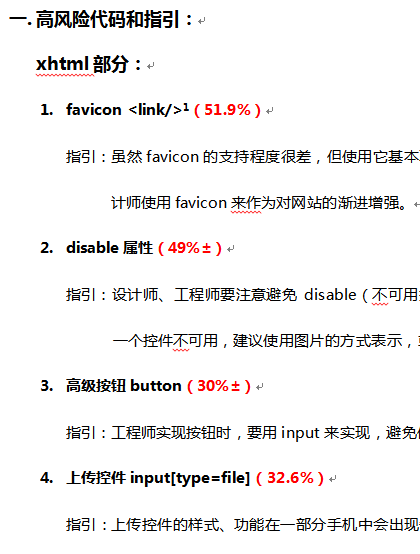 一. 高风险代码和指引：
xhtml 部分：
1. favicon <link/>1（51.9%）
指引：虽然 favicon 的支持程度很差，但使用它基本
计师使用 favicon 来作为对网站的渐进增强。
2. disable 属性（49%±）
指引：设计师、工程师要注意避免 disable（不可用
一个控件不可用，建议使用图片的方式表示，
3. 高级按钮 button（30%±）
指引：工程师实现按钮时，要用 input 来实现，避免
4. 上传控件 input[type=file]（32.6%）
指引：上传控件的样式、功能在一部分手机中会出现